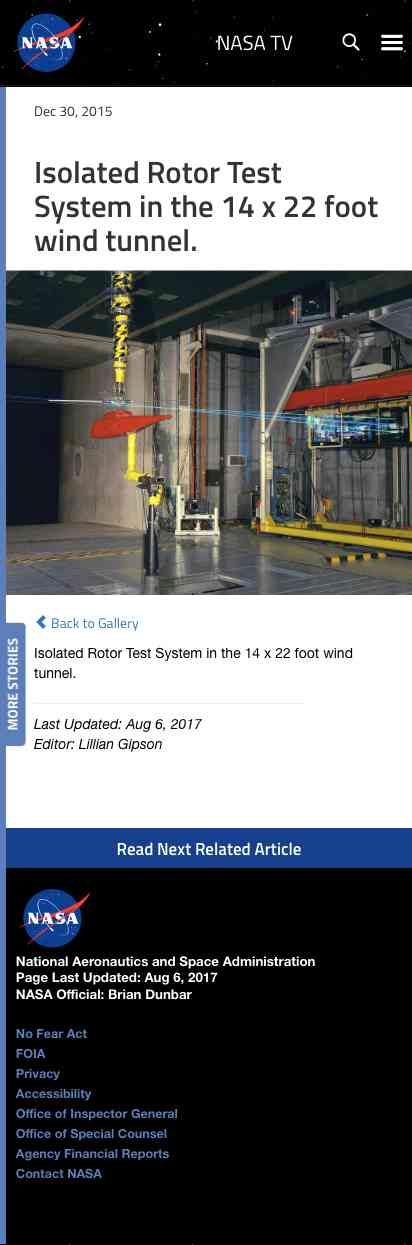 NASA
NASA TV
Dec 30, 2015
Isolated Rotor Test
System in the 14 x 22 foot
wind tunnel.
Back to Gallery
MORE STORIES
Isolated Rotor Test System in the 14 x 22 foot wind
tunnel.
Last Updated: Aug 6, 2017
Editor: Lillian Gipson
Read Next Related Article
NASA
National Aeronautics and Space Administration
Page Last Updated: Aug 6, 2017
NASA Official: Brian Dunbar
No Fear Act
FOIA
Privacy
Accessibility
Office of Inspector General
Office of Special Counsel
Agency Financial Reports
Contact NASA